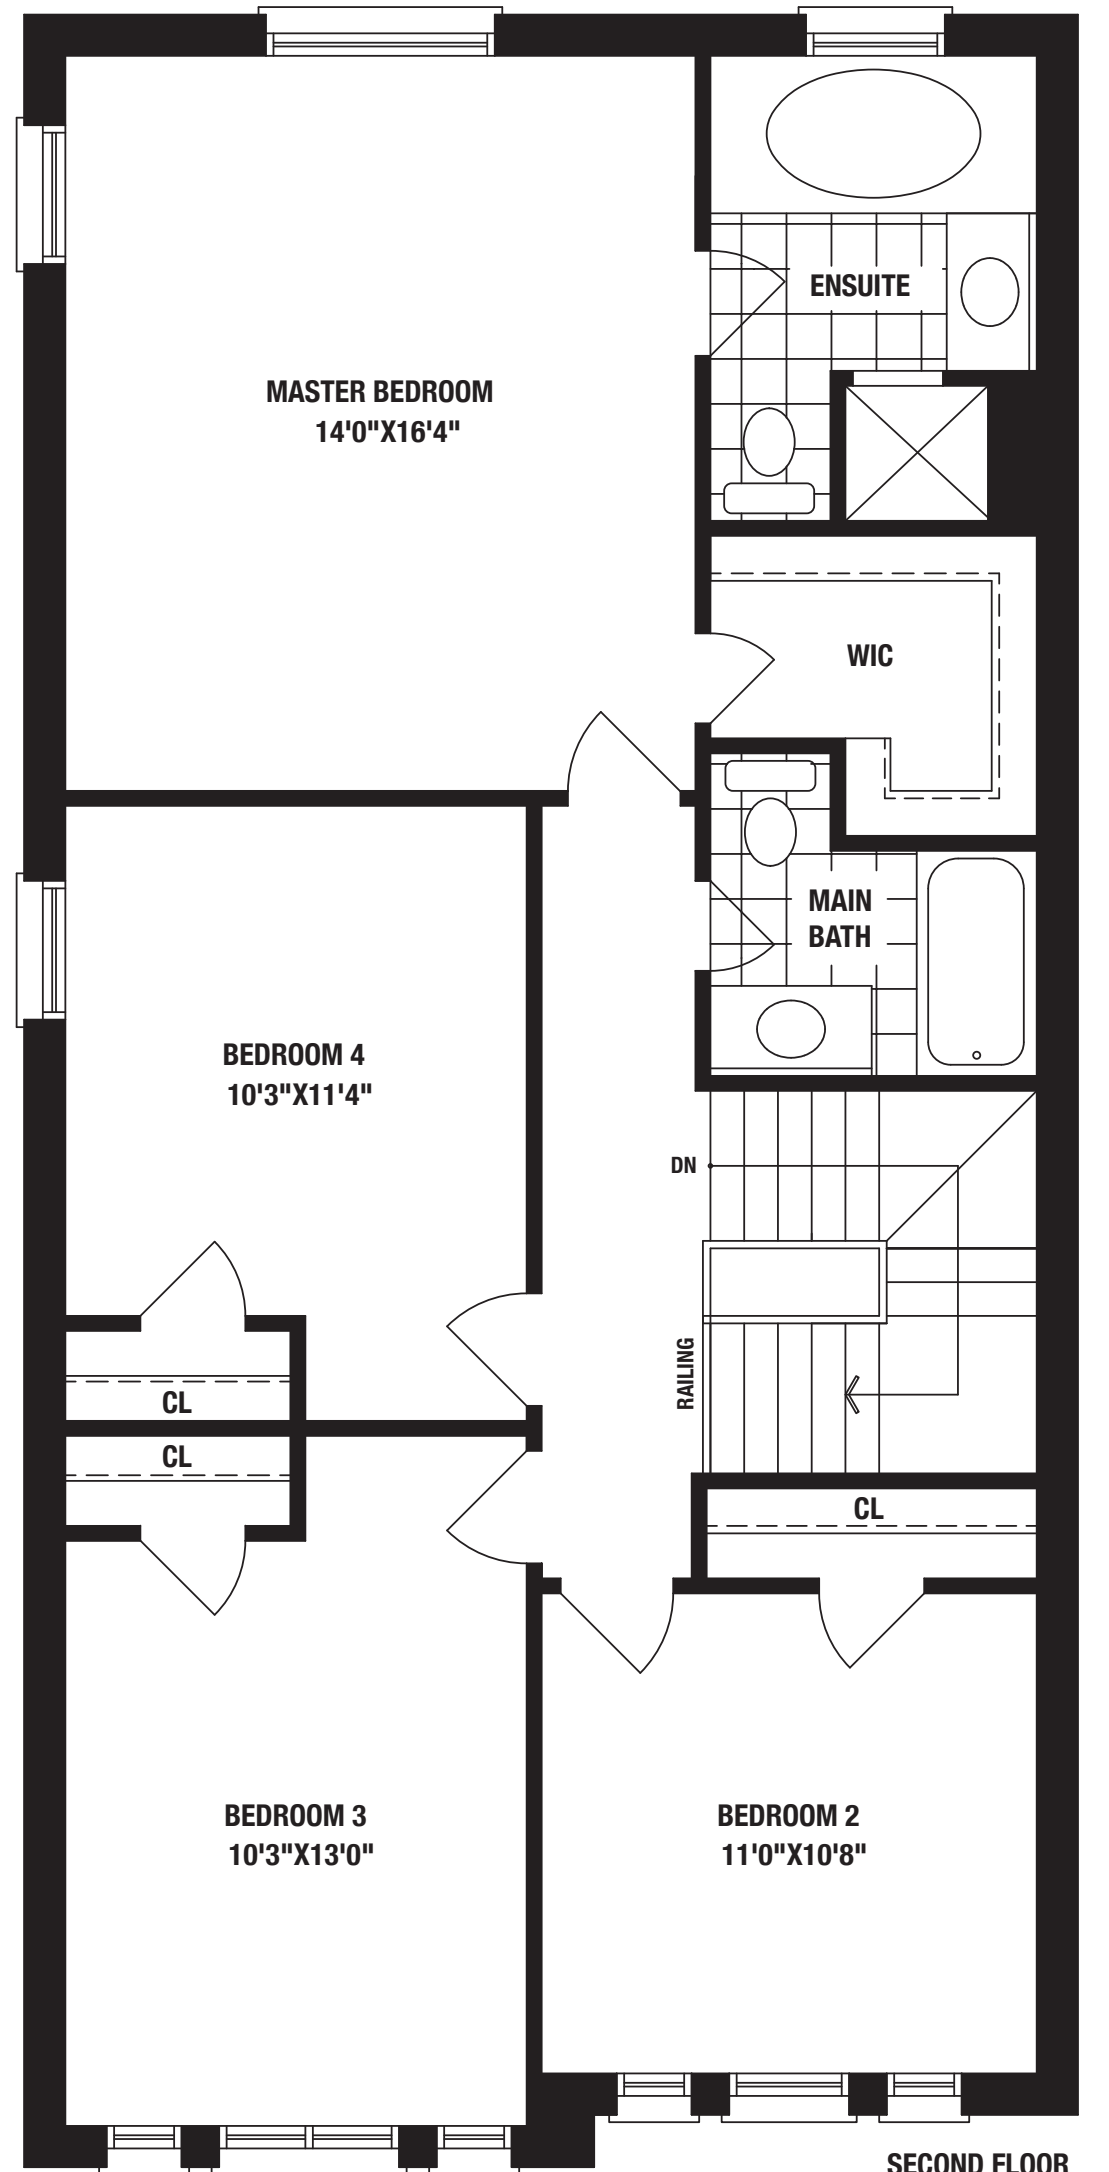 ENSUITE
MASTER BEDROOM
14'0"X16'4"
WIC
MAIN
BATH
BEDROOM 4
10'3"X11'4"
DN
RAILING
CL
CL
CL
BEDROOM 3
10'3"X13'0"
BEDROOM 2
11'0"X10'8"
SECOND FLOOR